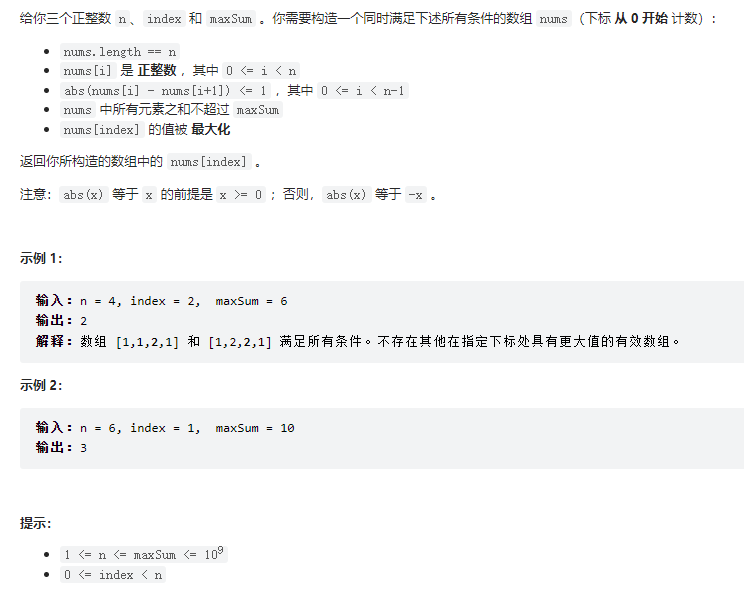 给你三个正整数 n、index 和 maxSum 。你需要构造一个同时满足下述所有条件的数组 nums（下标 从 0 开始 计数）：
• nums.length == n
• nums[i] 是 正整数 ，其中 0 <= i < n
• abs(nums[i] - nums[i+1]) <= 1 ，其中 0 <= i < n-1
• nums 中所有元素之和不超过 maxSum
• nums[index] 的值被 最大化
返回你所构造的数组中的 nums[index] 。
注意：abs(x) 等于 x 的前提是 x >= 0 ；否则，abs(x) 等于 -x 。
示例 1：
输入：n = 4, index = 2,  maxSum = 6
输出：2
解释：数组 [1,1,2,1] 和 [1,2,2,1] 满足所有条件。不存在其他在指定下标处具有更大值的有效数组。
示例 2：
输入：n = 6, index = 1,  maxSum = 10
输出：3
提示：
• 1 <= n <= maxSum <= 10⁹
• 0 <= index < n